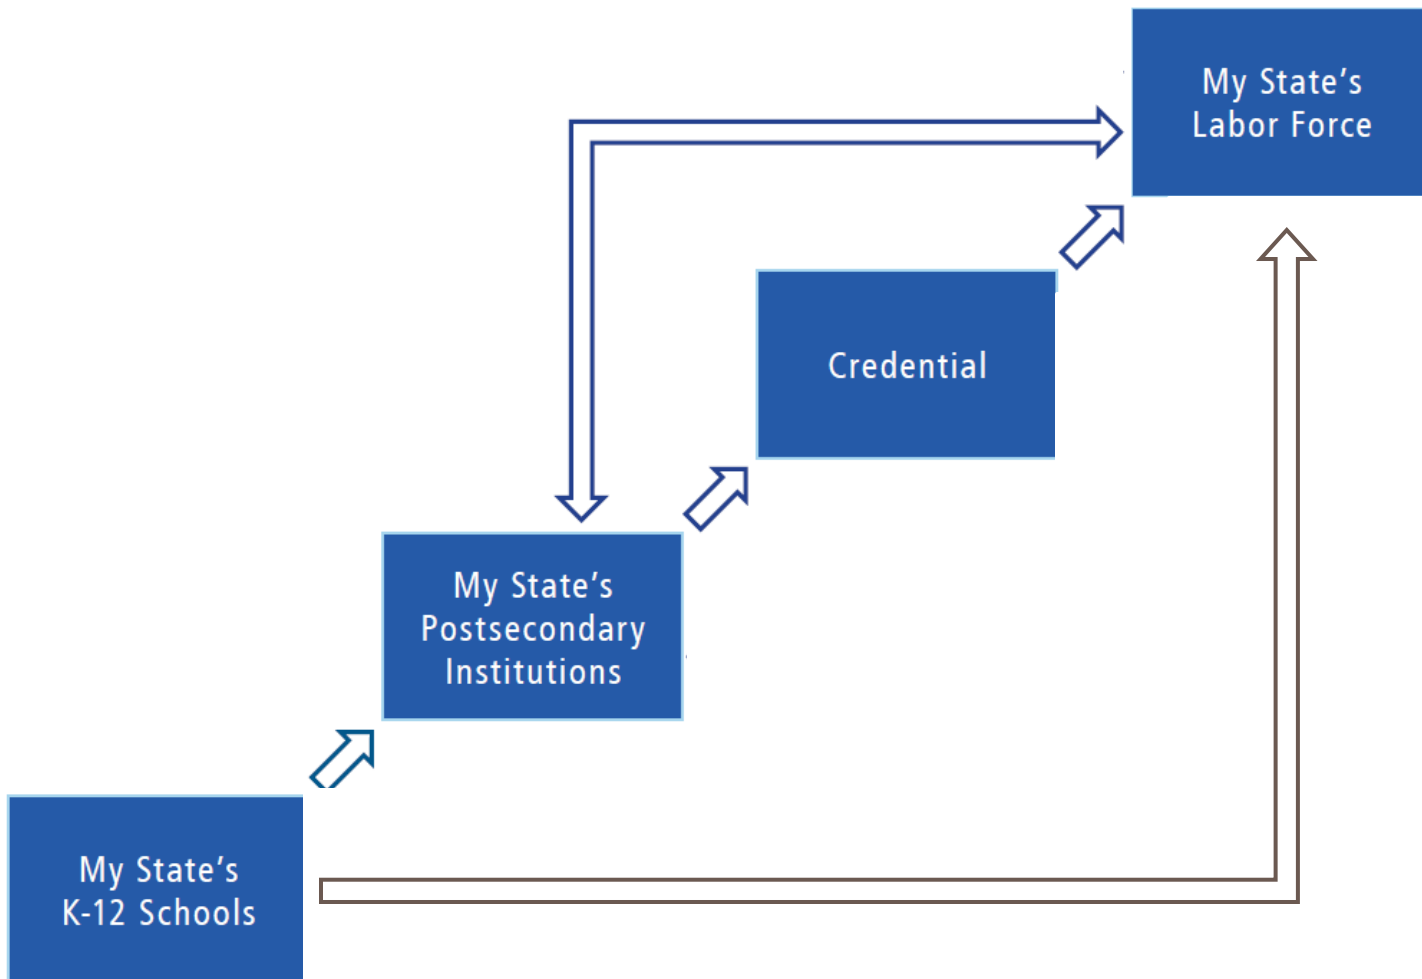 My State’s
Labor Force
Credential
My State’s
Postsecondary
Institutions
My State’s
K-12 Schools